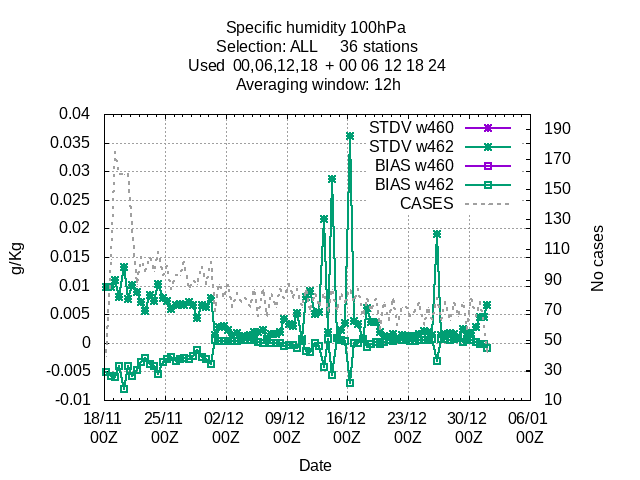 Specific humidity 100hPa
Selection: ALL     36 stations
Used  00,06,12,18  + 00 06 12 18 24
Averaging window: 12h
STDV w460
STDV w462
BIAS w460
BIAS w462
CASES
0.04
0.035
0.03
0.025
0.02
0.015
0.01
0.005
0
-0.005
-0.01
g/Kg
190
170
150
130
110
90
70
50
30
10
No cases
18/11 25/11 02/12 09/12 16/12 23/12 30/12 06/01
00Z 00Z 00Z 00Z 00Z 00Z 00Z 00Z
Date